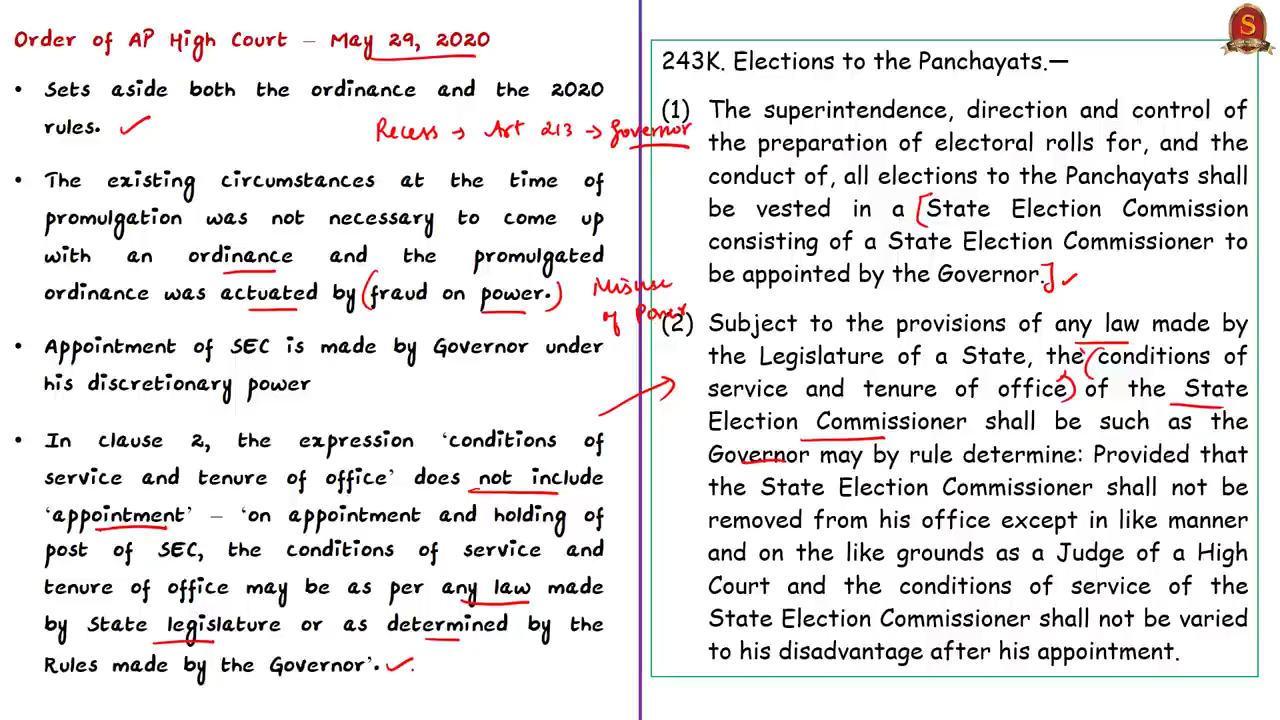 Order of AP High Court – May 29, 2020
• Sets aside both the ordinance and the 2020
rules.
Recess → Art 213 → Governor
• The existing circumstances at the time of
promulgation was not necessary to come up
with an ordinance and the promulgated
ordinance was actuated by (fraud on power.)
Misuse
of Power
• Appointment of SEC is made by Governor under
his discretionary power
• In clause 2, the expression ‘conditions of
service and tenure of office’ does not include
‘appointment’ – ‘on appointment and holding of
post of SEC, the conditions of service and
tenure of office may be as per any law made
by State legislature or as determined by the
Rules made by the Governor’.
S
243K. Elections to the Panchayats.—
(1) The superintendence, direction and control of
the preparation of electoral rolls for, and the
conduct of, all elections to the Panchayats shall
be vested in a [State Election Commission
consisting of a State Election Commissioner to
be appointed by the Governor.]
(2) Subject to the provisions of any law made by
the Legislature of a State, the (conditions of
service and tenure of office) of the State
Election Commissioner shall be such as the
Governor may by rule determine: Provided that
the State Election Commissioner shall not be
removed from his office except in like manner
and on the like grounds as a Judge of a High
Court and the conditions of service of the
State Election Commissioner shall not be varied
to his disadvantage after his appointment.